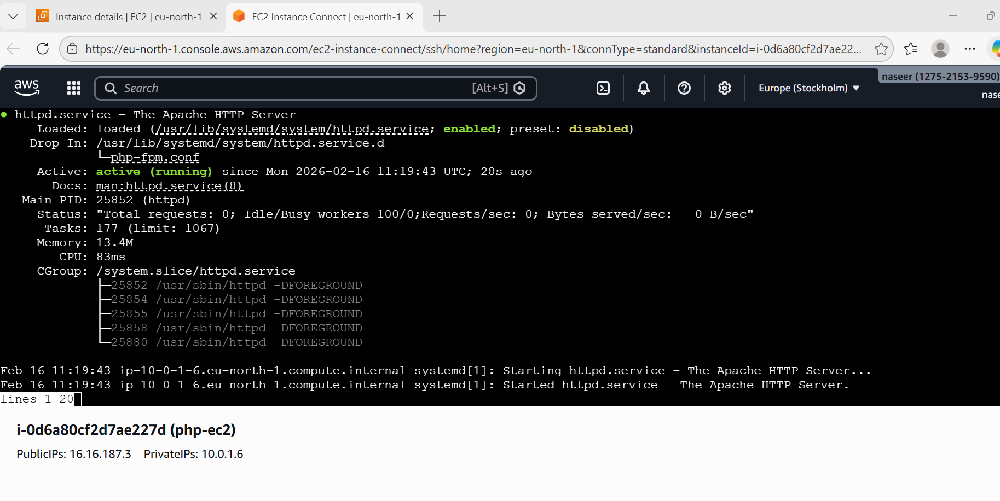 Instance details | EC2 | eu-north-1
EC2 Instance Connect | eu-north-1
https://eu-north-1.console.aws.amazon.com/ec2-instance-connect/ssh/home?region=eu-north-1&connType=standard&instanceId=i-0d6a80cf2d7ae22...
aws
Search
[Alt+S]
Europe (Stockholm)
naseer (1275-2153-9590)
nase
● httpd.service - The Apache HTTP Server
Loaded: loaded (/usr/lib/systemd/system/httpd.service; enabled; preset: disabled)
Drop-In: /usr/lib/systemd/system/httpd.service.d
└─php-fpm.conf
Active: active (running) since Mon 2026-02-16 11:19:43 UTC; 28s ago
Docs: man:httpd.service(8)
Main PID: 25852 (httpd)
Status: "Total requests: 0; Idle/Busy workers 100/0;Requests/sec: 0; Bytes served/sec:   0 B/sec"
Tasks: 177 (limit: 1067)
Memory: 13.4M
CPU: 83ms
CGroup: /system.slice/httpd.service
├─25852 /usr/sbin/httpd -DFOREGROUND
├─25854 /usr/sbin/httpd -DFOREGROUND
├─25855 /usr/sbin/httpd -DFOREGROUND
├─25858 /usr/sbin/httpd -DFOREGROUND
└─25880 /usr/sbin/httpd -DFOREGROUND
Feb 16 11:19:43 ip-10-0-1-6.eu-north-1.compute.internal systemd[1]: Starting httpd.service - The Apache HTTP Server...
Feb 16 11:19:43 ip-10-0-1-6.eu-north-1.compute.internal systemd[1]: Started httpd.service - The Apache HTTP Server.
lines 1-20
i-0d6a80cf2d7ae227d (php-ec2)
PublicIPs: 16.16.187.3 PrivateIPs: 10.0.1.6